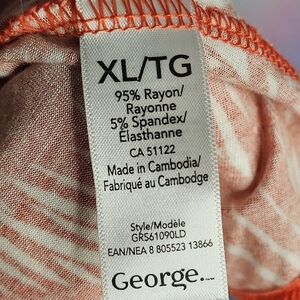 XL/TG
95% Rayon/
Rayonne
5% Spandex/
Élasthanne
CA 51122
Made in Cambodia/
Fabriqué au Cambodge
Style/Modèle
GRS61090LD
EAN/NEA 8 805523 13866
George.